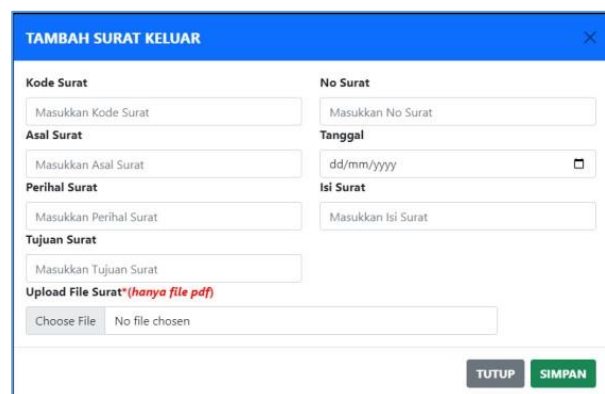 TAMBAH SURAT KELUAR
Kode Surat
No Surat
Masukkan Kode Surat
Masukkan No Surat
Asal Surat
Tanggal
Masukkan Asal Surat
dd/mm/yyyy
Perihal Surat
Isi Surat
Masukkan Perihal Surat
Masukkan Isi Surat
Tujuan Surat
Masukkan Tujuan Surat
Upload File Surat*(hanya file pdf)
Choose File No file chosen
TUTUP SIMPAN